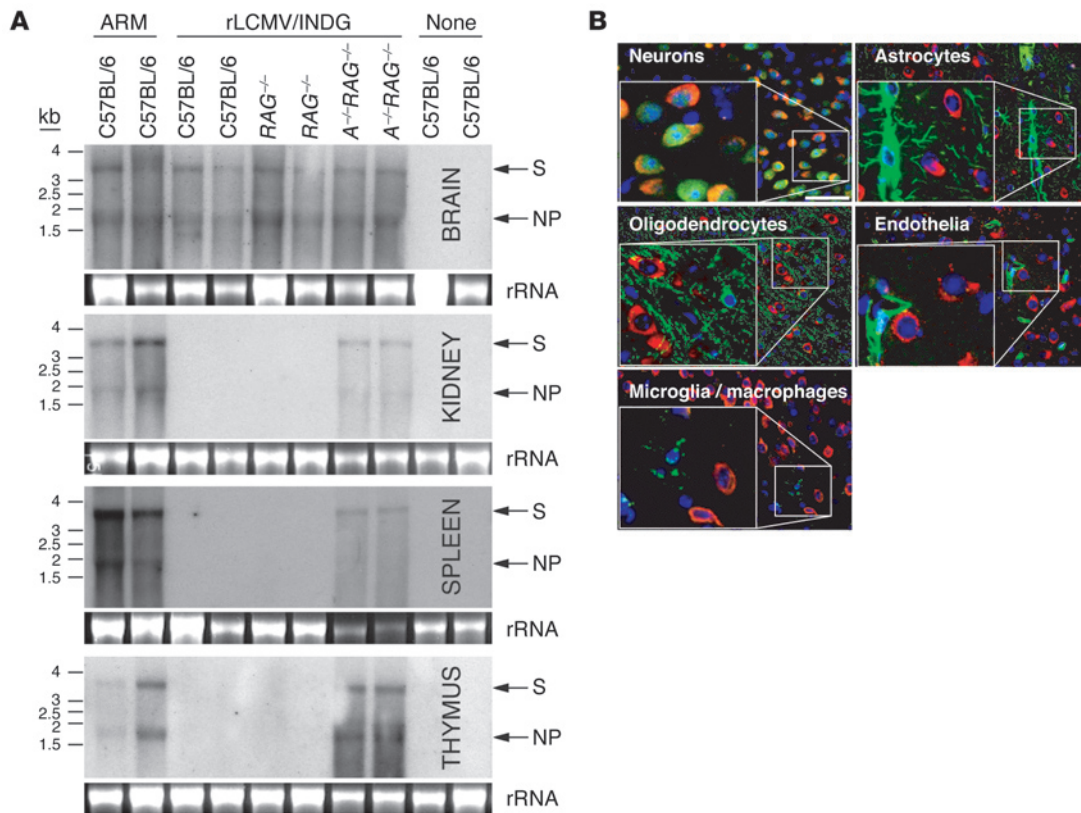 A
ARM rLCMV/INDG None
kb C57BL/6 C57BL/6 C57BL/6 C57BL/6 RAG–/– RAG–/– A–/–RAG–/– A–/–RAG–/– C57BL/6 C57BL/6
4
3
2.5
2
1.5
BRAIN
S
NP
rRNA
4
3
2.5
2
1.5
KIDNEY
S
NP
rRNA
4
3
2.5
2
1.5
SPLEEN
S
NP
rRNA
4
3
2.5
2
1.5
THYMUS
S
NP
rRNA
B
Neurons
Astrocytes
Oligodendrocytes
Endothelia
Microglia / macrophages